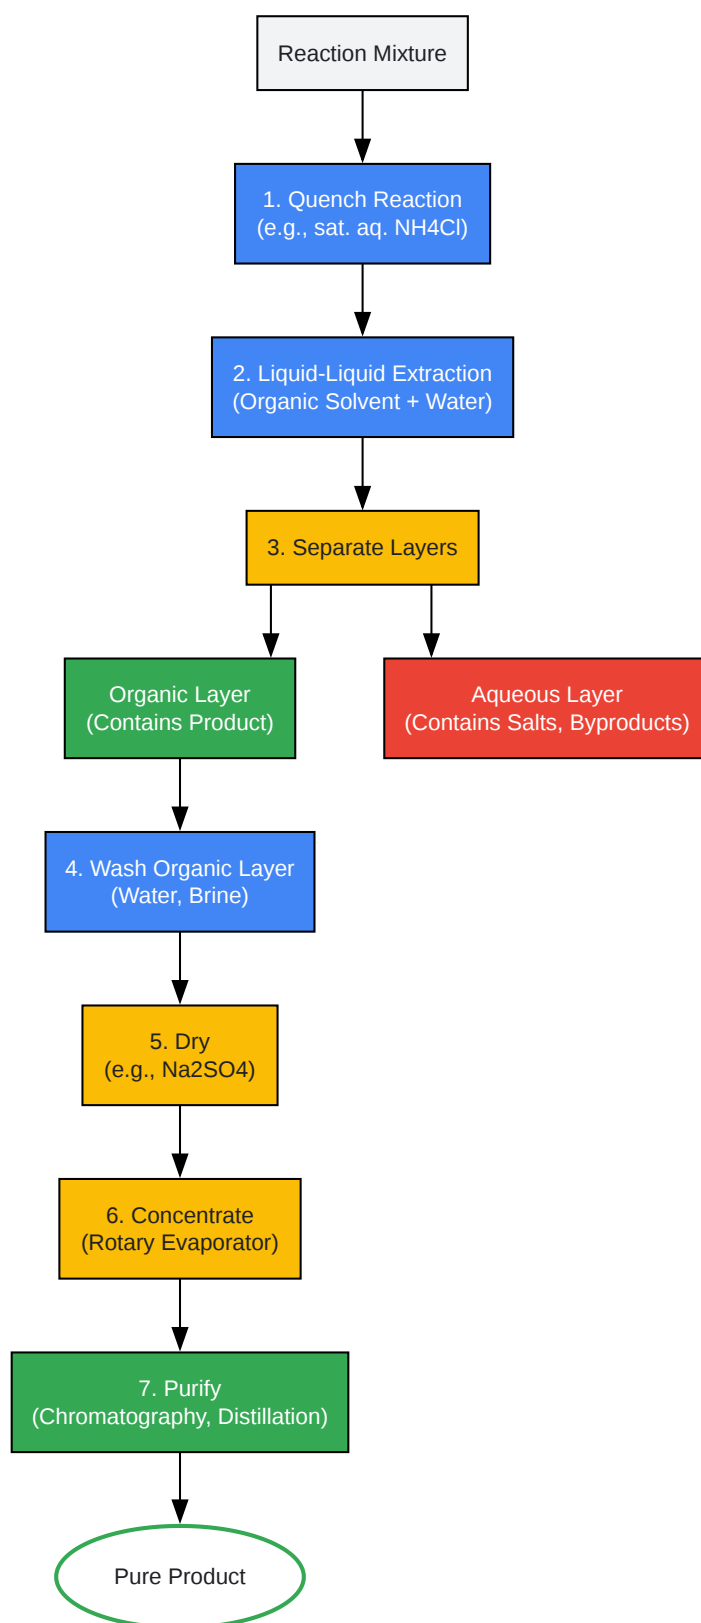 Reaction Mixture
1. Quench Reaction
(e.g., sat. aq. NH4Cl)
2. Liquid-Liquid Extraction
(Organic Solvent + Water)
3. Separate Layers
Organic Layer
(Contains Product)
Aqueous Layer
(Contains Salts, Byproducts)
4. Wash Organic Layer
(Water, Brine)
5. Dry
(e.g., Na2SO4)
6. Concentrate
(Rotary Evaporator)
7. Purify
(Chromatography, Distillation)
Pure Product